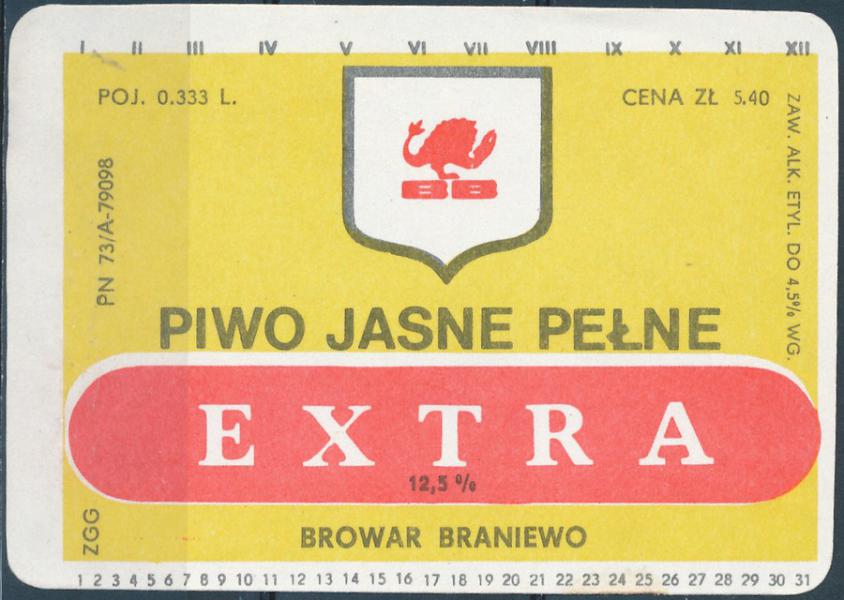 I II III IV V VI VII VIII IX X XI XII
POJ. 0.333 L.
CENA ZŁ 5.40
PN 73/A-79098
ZAW. ALK. ETYL. DO 4,5% WG.
BB
PIWO JASNE PEŁNE
EXTRA
12,5 %
ZGG
BROWAR BRANIEWO
1 2 3 4 5 6 7 8 9 10 11 12 13 14 15 16 17 18 19 20 21 22 23 24 25 26 27 28 29 30 31